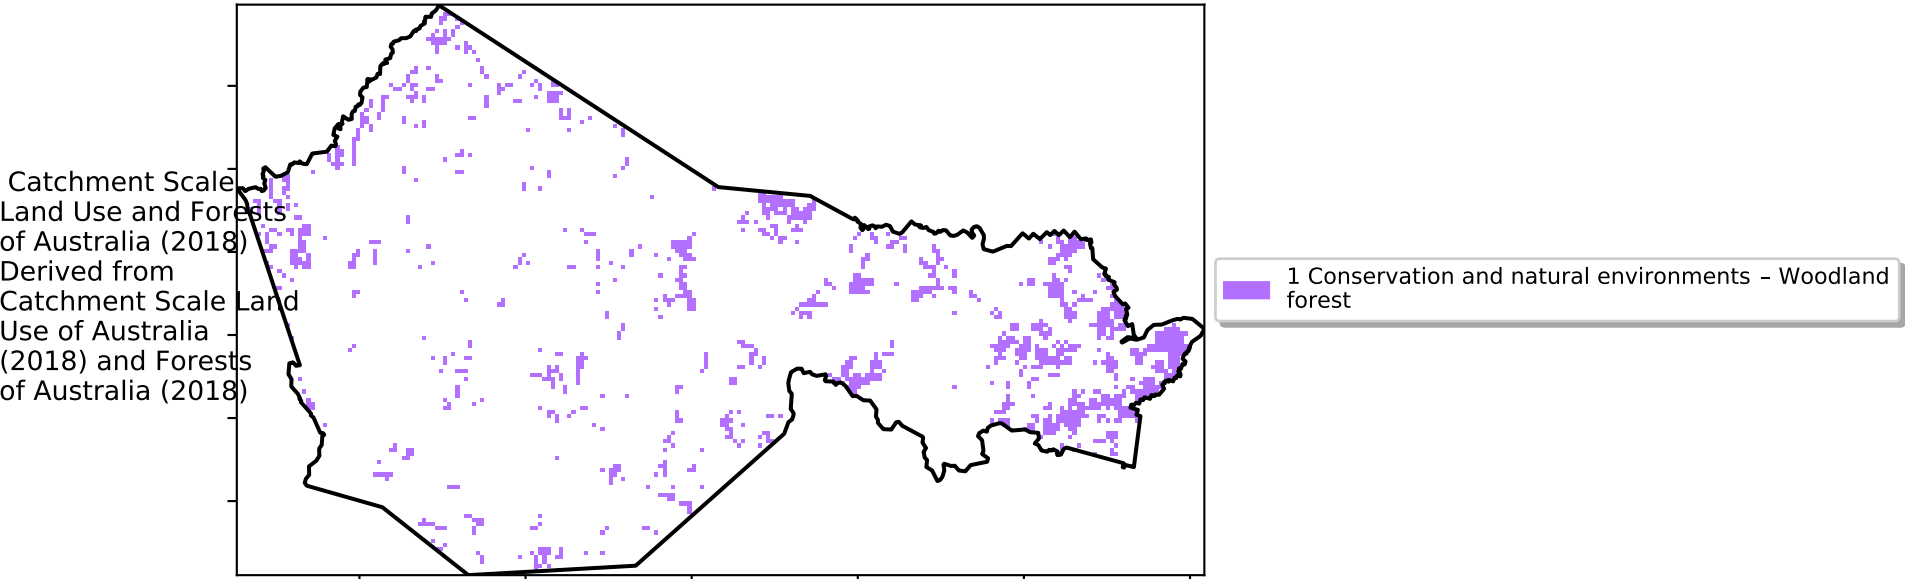 Catchment Scale
Land Use and Forests
of Australia (2018)
Derived from
Catchment Scale Land
Use of Australia
(2018) and Forests
of Australia (2018)
1 Conservation and natural environments – Woodland
forest